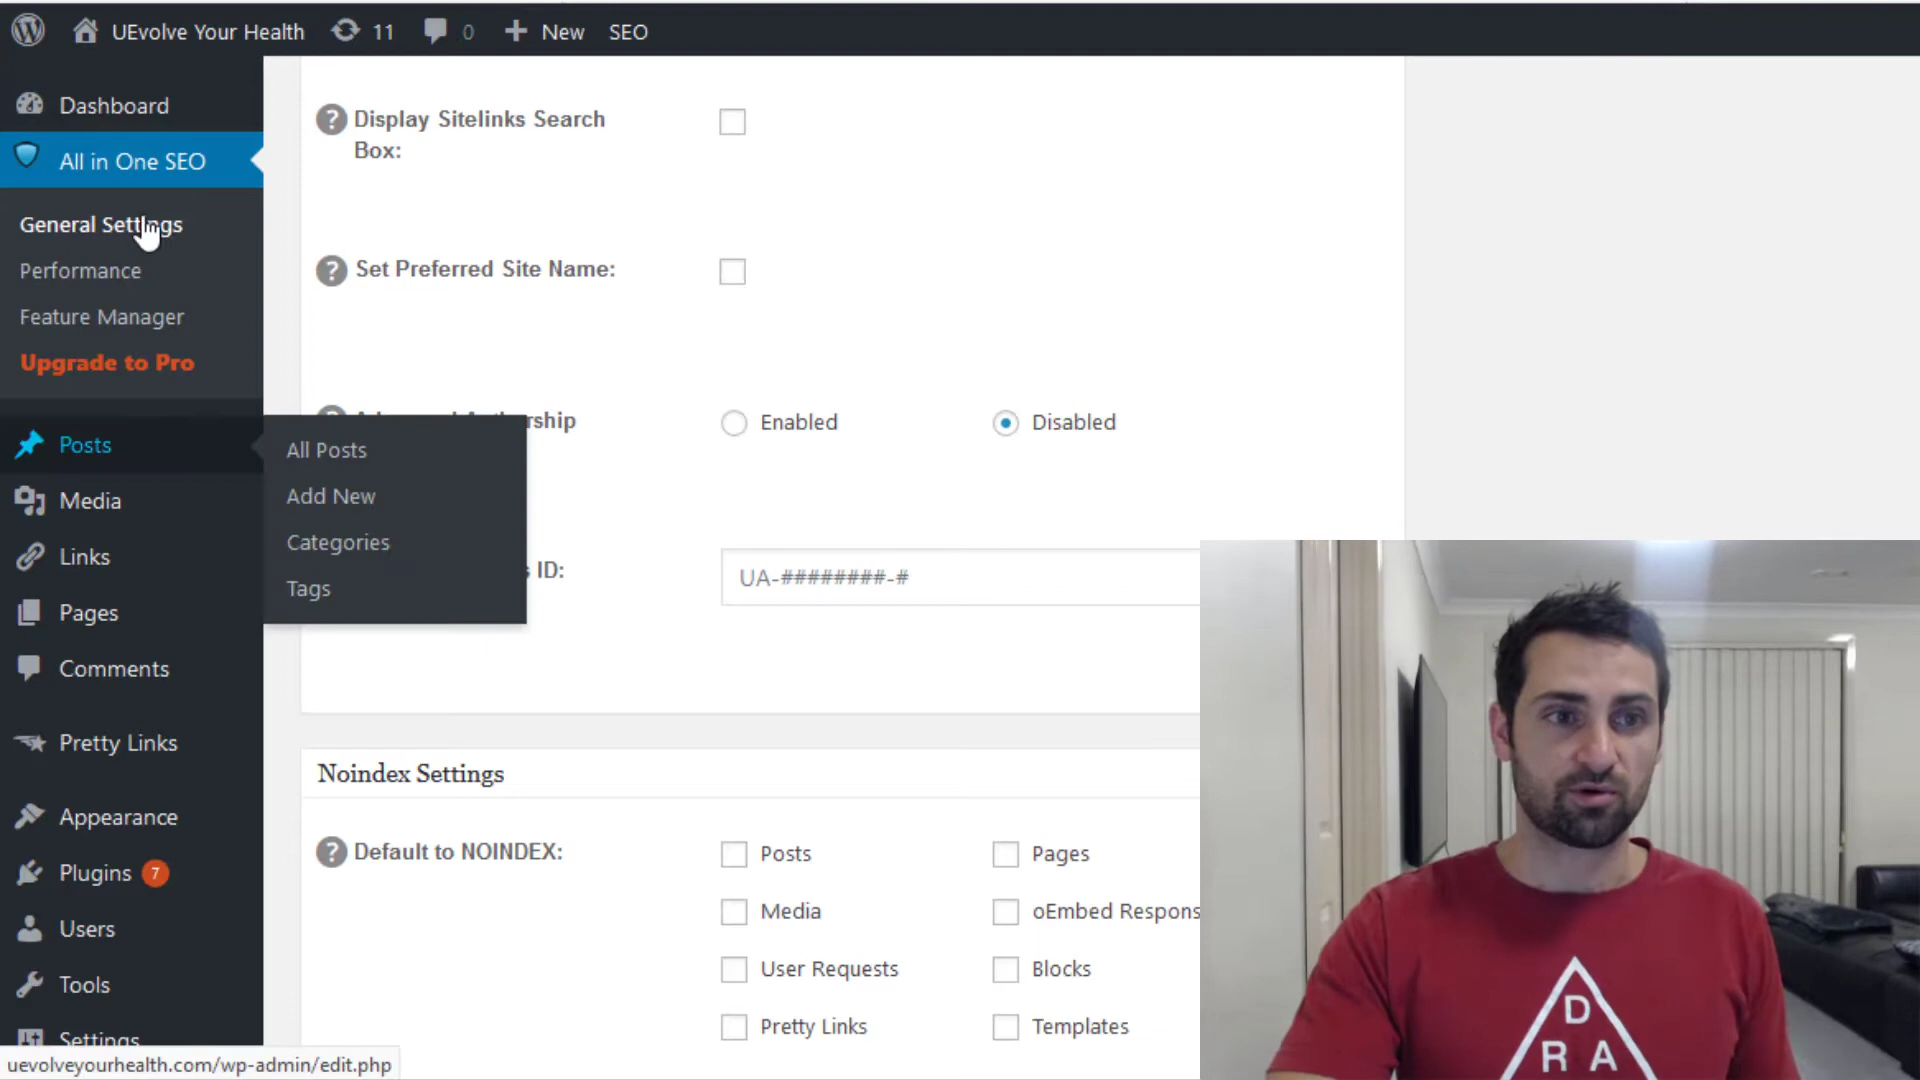 UEvolve Your Health 11 0 New SEO
Dashboard
All in One SEO
General Settings
Performance
Feature Manager
Upgrade to Pro
Posts
All Posts
Add New
Categories
Tags
Media
Links
Pages
Comments
Pretty Links
Appearance
Plugins 7
Users
Tools
Settings
uevolveyourhealth.com/wp-admin/edit.php
Display Sitelinks Search
Box:
Set Preferred Site Name:
Enabled Disabled
ID:
UA-########-#
Noindex Settings
Default to NOINDEX:
Posts Pages
Media oEmbed Respons
User Requests Blocks
Pretty Links Templates
D
R A